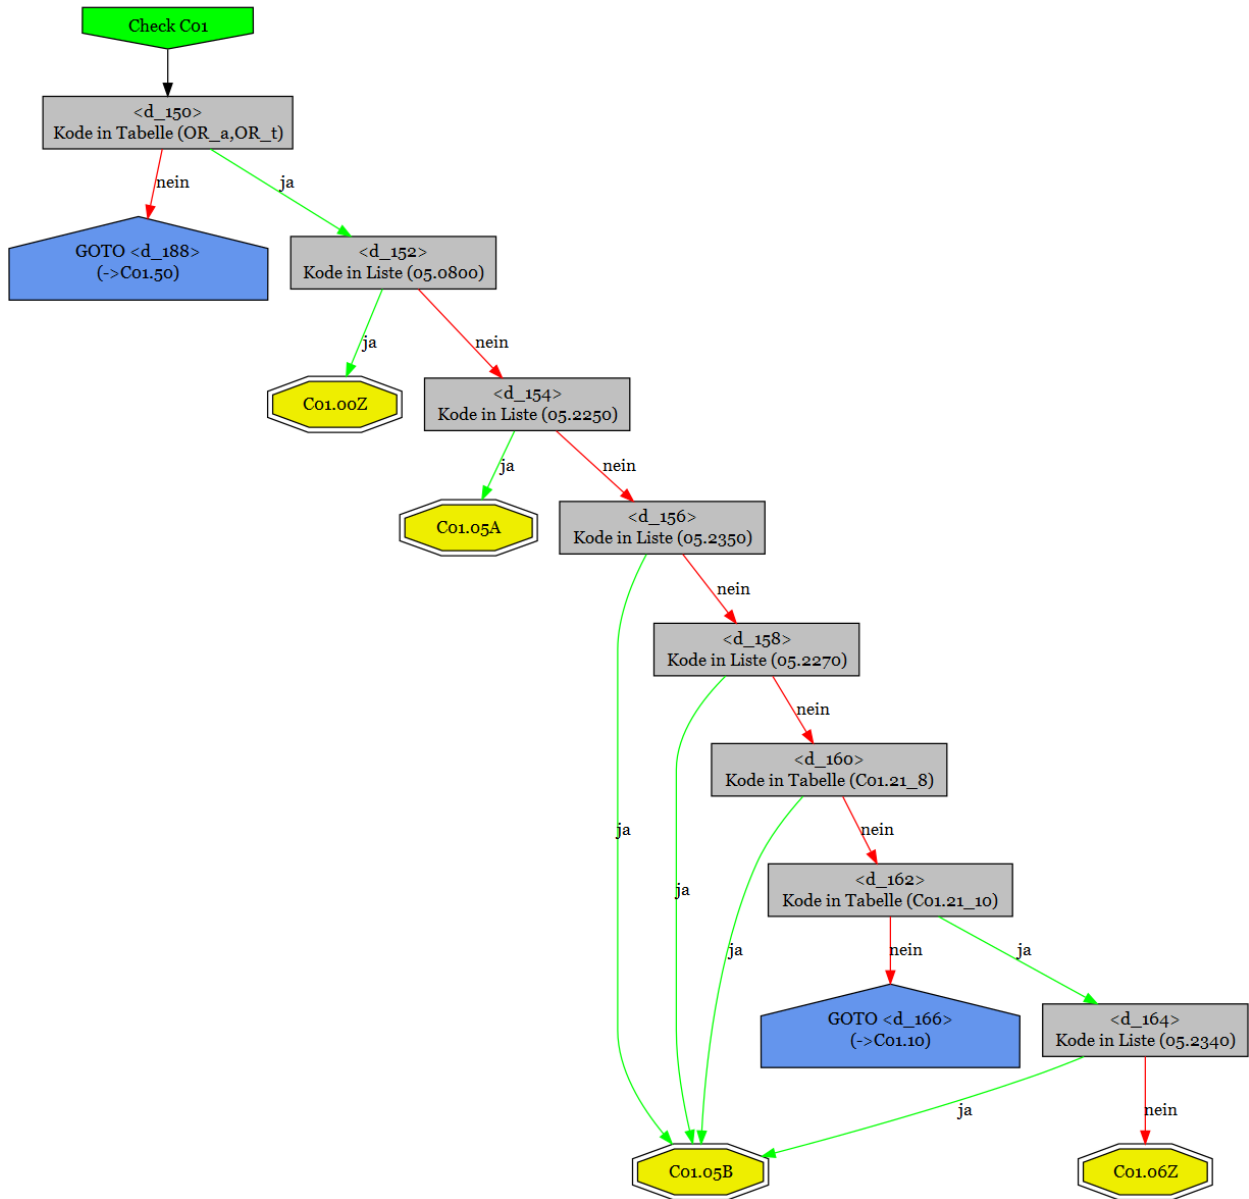 Check C01
<d_150>
Kode in Tabelle (OR_a,OR_t)
nein
ja
GOTO <d_188>
(->C01.50)
<d_152>
Kode in Liste (05.0800)
ja
nein
C01.00Z
<d_154>
Kode in Liste (05.2250)
ja
nein
C01.05A
<d_156>
Kode in Liste (05.2350)
nein
<d_158>
Kode in Liste (05.2270)
nein
<d_160>
Kode in Tabelle (C01.21_8)
ja
nein
<d_162>
Kode in Tabelle (C01.21_10)
ja
ja
nein
ja
GOTO <d_166>
(->C01.10)
<d_164>
Kode in Liste (05.2340)
ja
nein
C01.05B
C01.06Z